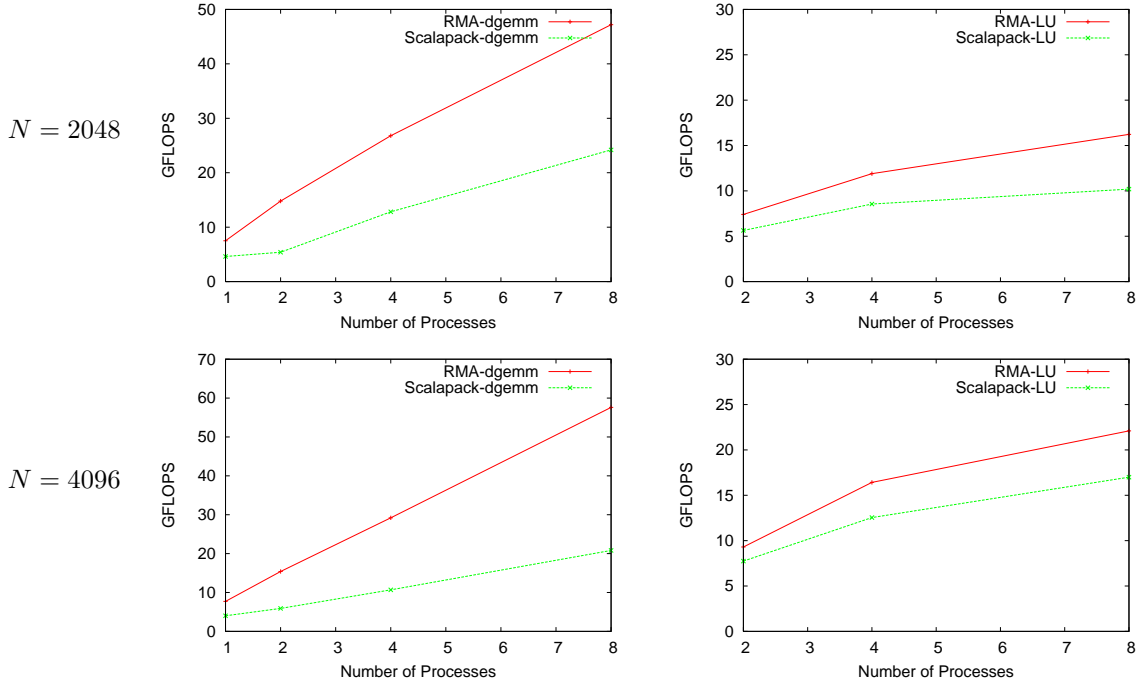 N = 2048
50
40
30
20
10
0
GFLOPS
RMA-dgemm
Scalapack-dgemm
1 2 3 4 5 6 7 8
Number of Processes
30
25
20
15
10
5
0
GFLOPS
RMA-LU
Scalapack-LU
2 3 4 5 6 7 8
Number of Processes
N = 4096
70
60
50
40
30
20
10
0
GFLOPS
RMA-dgemm
Scalapack-dgemm
1 2 3 4 5 6 7 8
Number of Processes
30
25
20
15
10
5
0
GFLOPS
RMA-LU
Scalapack-LU
2 3 4 5 6 7 8
Number of Processes